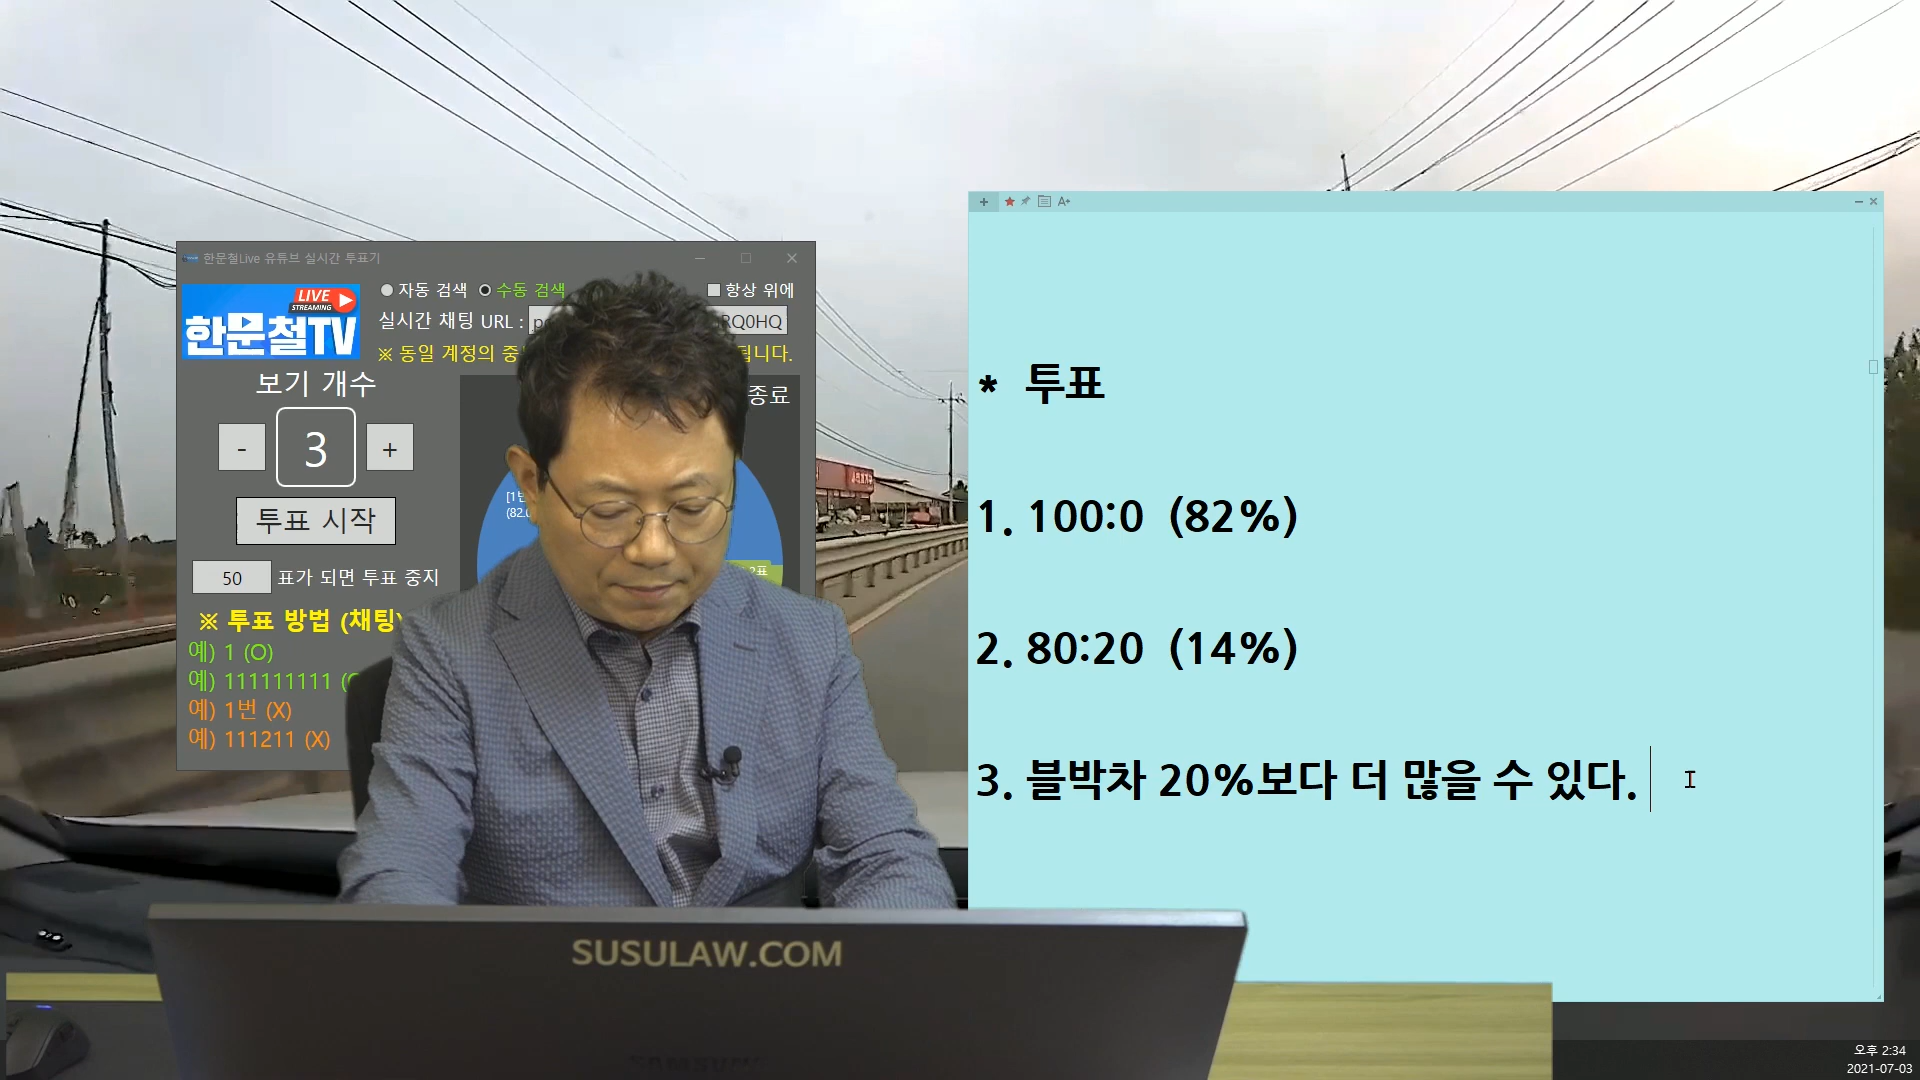 한문철Live 유튜브 실시간 투표기
LIVE
STREAMING
한문철TV
자동 검색
수동 검색
항상 위에
실시간 채팅 URL :
RQ0HQ
※ 동일 계정의
됩니다.
보기 개수
종료
- 3 +
투표 시작
50 표가 되면 투표 중지
※ 투표 방법 (채팅)
예) 1 (O)
예) 111111111
예) 1번 (X)
예) 111211 (X)
A+
* 투표
1. 100:0 (82%)
2. 80:20 (14%)
3. 블박차 20%보다 더 많을 수 있다.
SUSULAW.COM
SAMSUNG
오후 2:34
2021-07-03